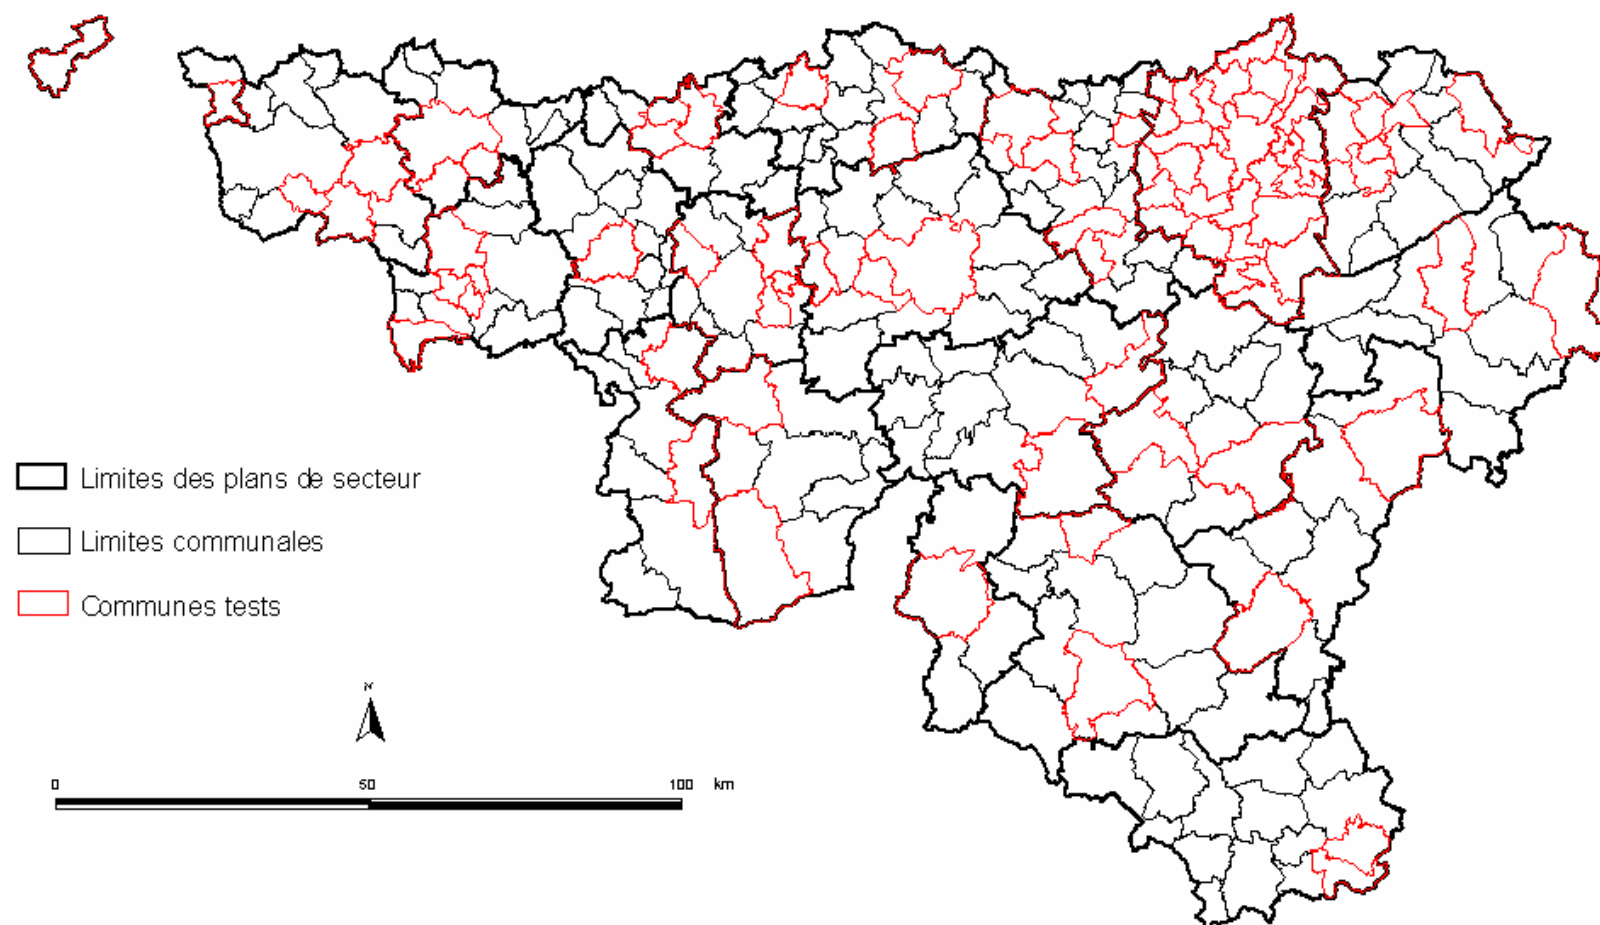 Limites des plans de secteur
Limites communales
Communes tests
N
0 50 100 km